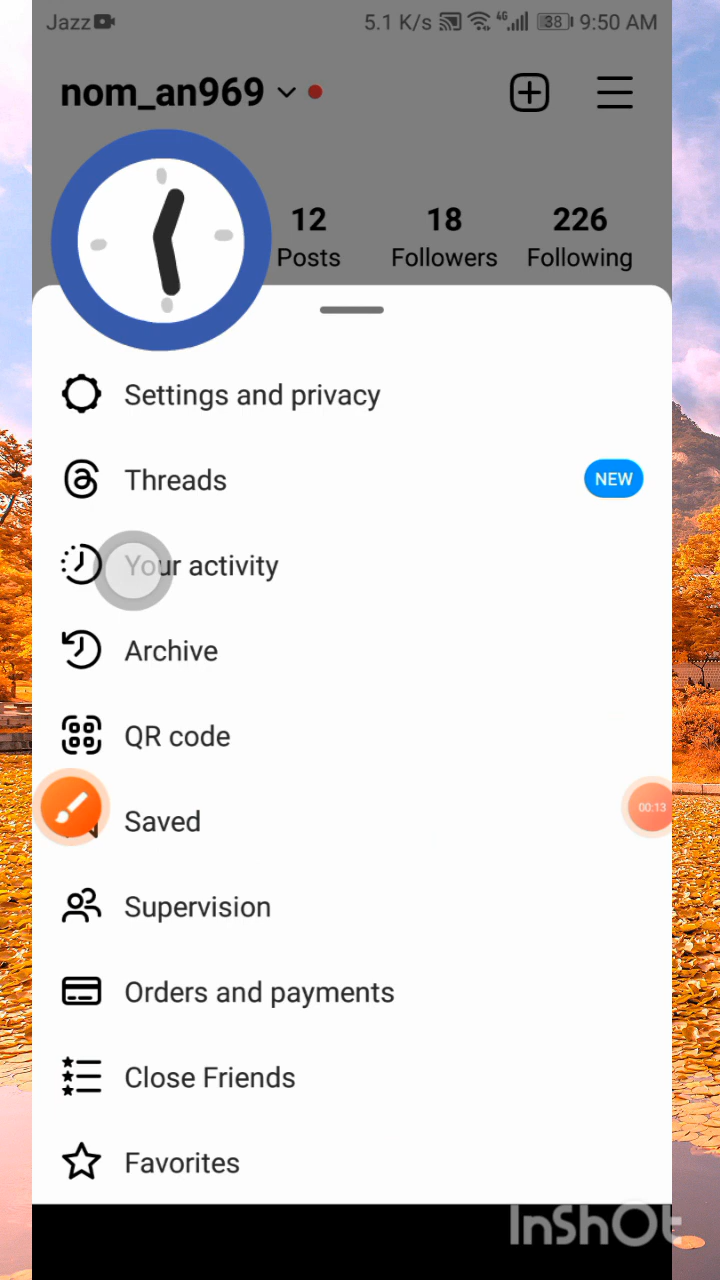 Jazz 5.1 K/s 4G 38 9:50 AM
nom_an969
12 18 226
Posts Followers Following
Settings and privacy
Threads NEW
Your activity
Archive
QR code
Saved
00:13
Supervision
Orders and payments
Close Friends
Favorites
InShOt